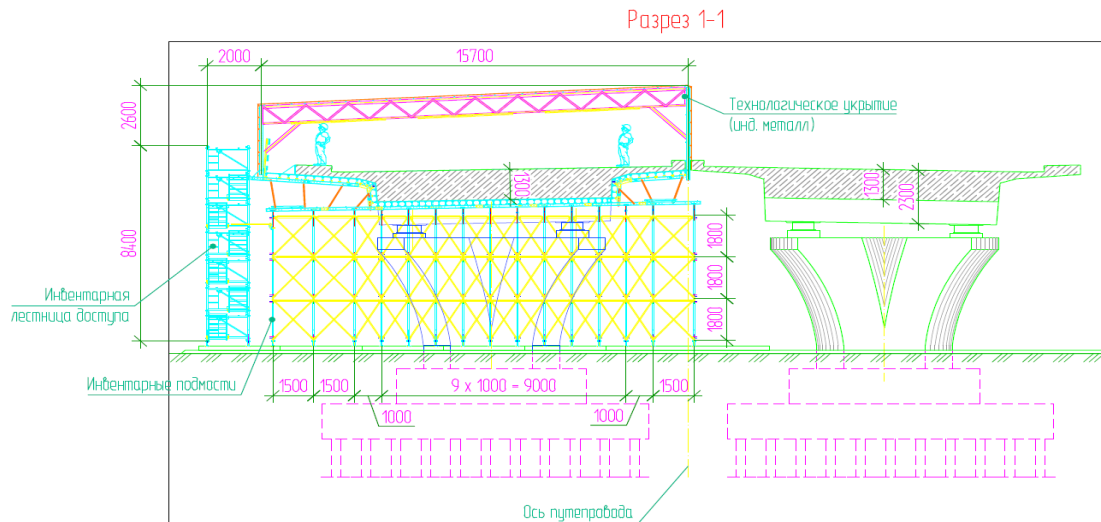 Разрез 1-1
2000
15700
2600
8400
Технологическое укрытие
(инд. металл)
1300
1300
2300
1800
1800
1800
Инвентарная
лестница доступа
Инвентарные подмости
1500
1500
9 x 1000 = 9000
1500
1000
1000
Ось путепровода